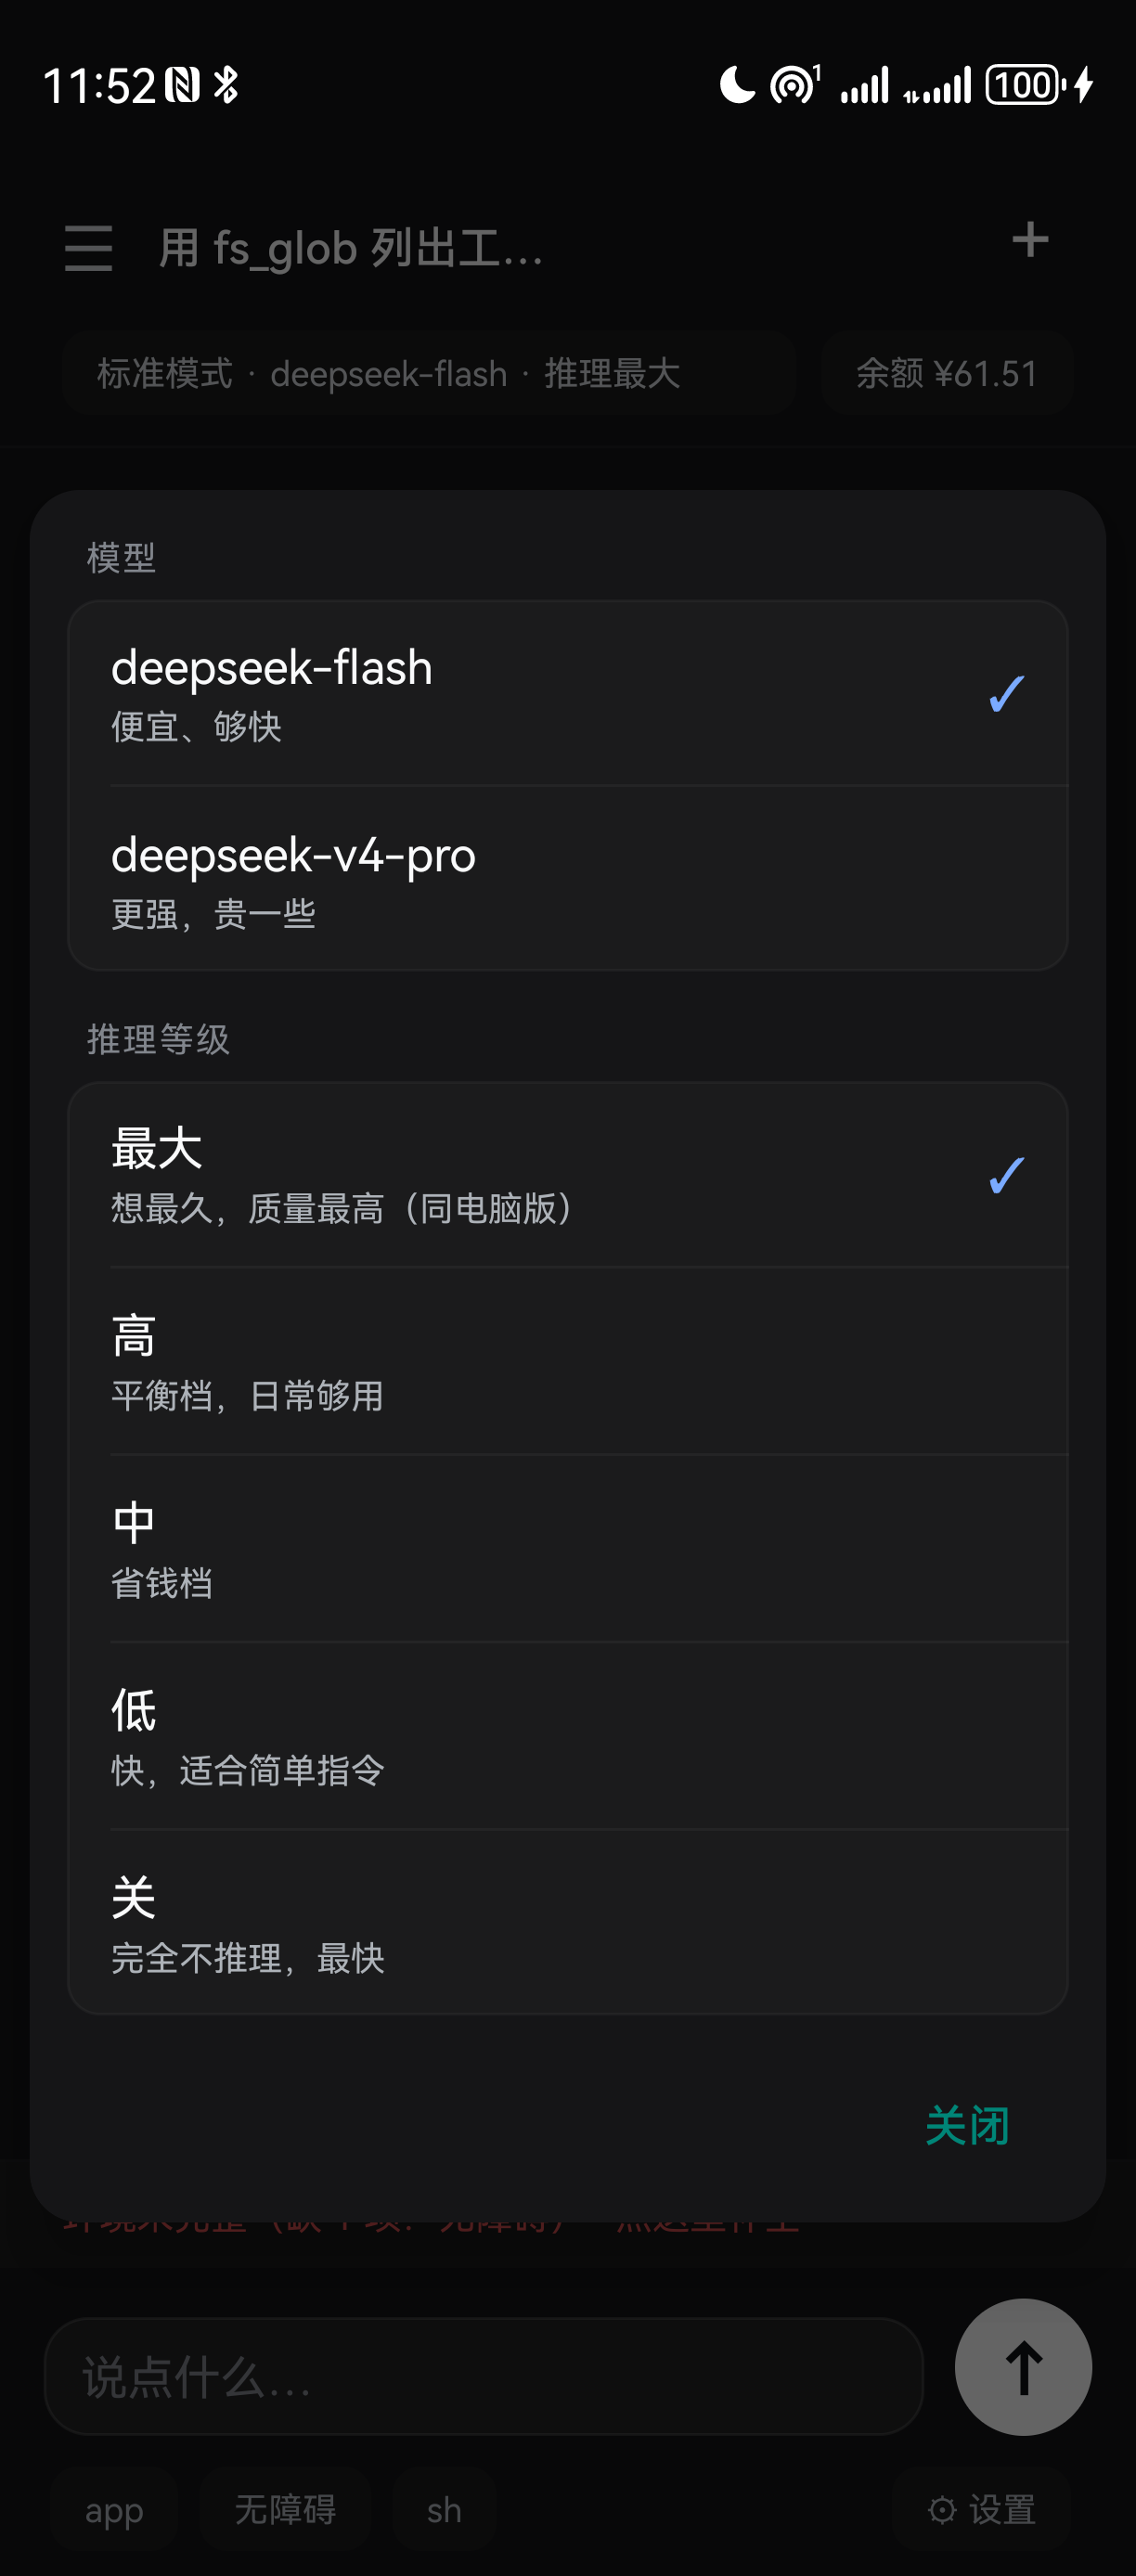 11:52
1
100
用 fs_glob 列出工...
+
标准模式 · deepseek-flash · 推理最大
余额 ¥61.51
模型
deepseek-flash
便宜、够快
deepseek-v4-pro
更强，贵一些
推理等级
最大
想最久，质量最高（同电脑版）
高
平衡档，日常够用
中
省钱档
低
快，适合简单指令
关
完全不推理，最快
关闭
说点什么...
app
无障碍
sh
设置